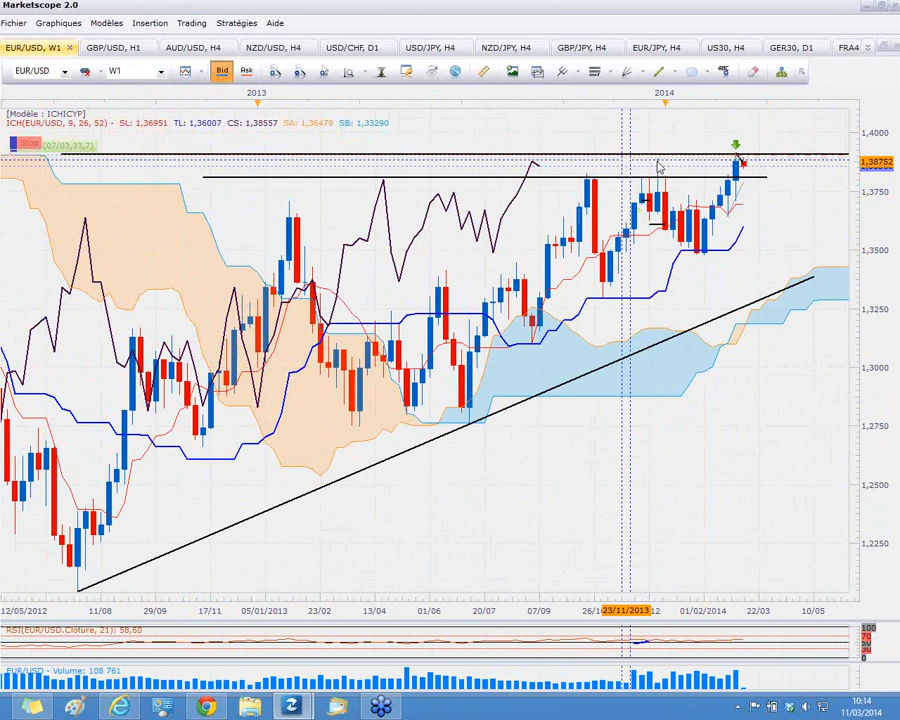 Marketscope 2.0
Fichier Graphiques Modèles Insertion Trading Stratégies Aide
EUR/USD, W1 GBP/USD, H1 AUD/USD, H4 NZD/USD, H4 USD/CHF, D1 USD/JPY, H4 NZD/JPY, H4 GBP/JPY, H4 EUR/JPY, H4 US30, H4 GER30, D1 FRA4
EUR/USD W1 Bid Ask
2013 2014
[Modèle : ICHICYP]
ICH(EUR/USD, 9, 26, 52) - SL: 1.36951 TL: 1.36007 CS: 1.38557 SA: 1.36479 SB: 1.33290
1,4000
Stop (07/03,33,7)
1,38752
1,3750
1,3500
1,3250
1,3000
1,2750
1,2500
1,2250
12/05/2012 11/08 29/09 17/11 05/01/2013 23/02 13/04 01/06 20/07 07/09 26/1 23/11/2013 12 01/02/2014 22/03 10/05
RSI(EUR/USD.Cloture, 21): 58,60
100
70
50
30
0
EUR/USD - Volume: 108 761
10:14
11/03/2014